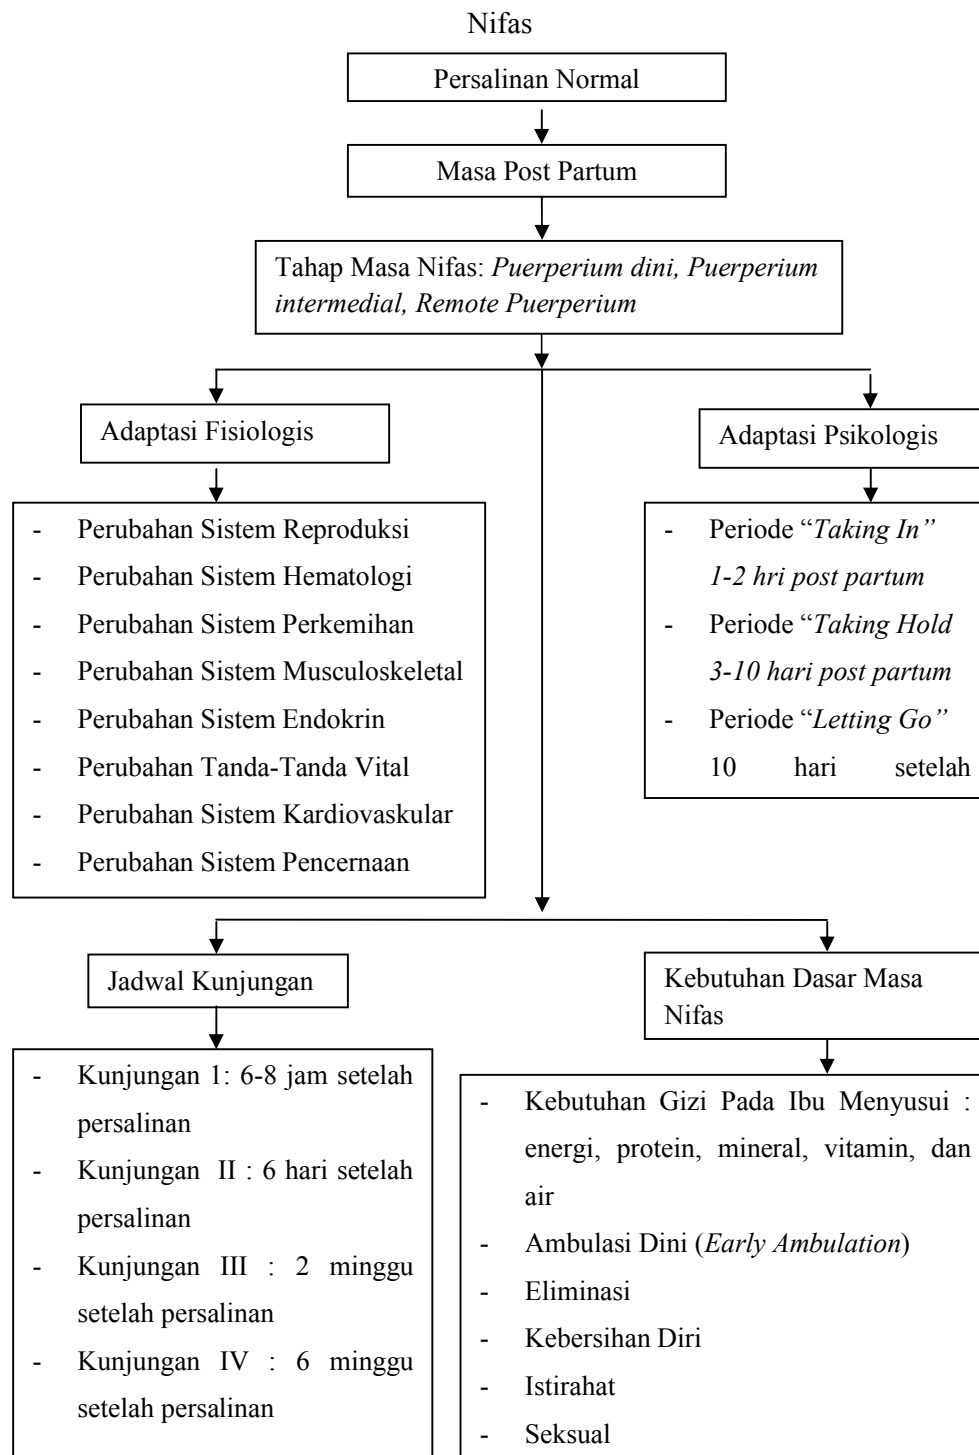 Nifas
Persalinan Normal
Masa Post Partum
Tahap Masa Nifas: Puerperium dini, Puerperium
intermedial, Remote Puerperium
Adaptasi Fisiologis
Adaptasi Psikologis
- Perubahan Sistem Reproduksi
- Perubahan Sistem Hematologi
- Perubahan Sistem Perkemihan
- Perubahan Sistem Musculoskeletal
- Perubahan Sistem Endokrin
- Perubahan Tanda-Tanda Vital
- Perubahan Sistem Kardiovaskular
- Perubahan Sistem Pencernaan
- Periode “Taking In”
1-2 hri post partum
- Periode “Taking Hold
3-10 hari post partum
- Periode “Letting Go”
10 hari setelah
Jadwal Kunjungan
Kebutuhan Dasar Masa
Nifas
- Kunjungan 1: 6-8 jam setelah
persalinan
- Kunjungan II : 6 hari setelah
persalinan
- Kunjungan III : 2 minggu
setelah persalinan
- Kunjungan IV : 6 minggu
setelah persalinan
- Kebutuhan Gizi Pada Ibu Menyusui :
energi, protein, mineral, vitamin, dan
air
- Ambulasi Dini (Early Ambulation)
- Eliminasi
- Kebersihan Diri
- Istirahat
- Seksual